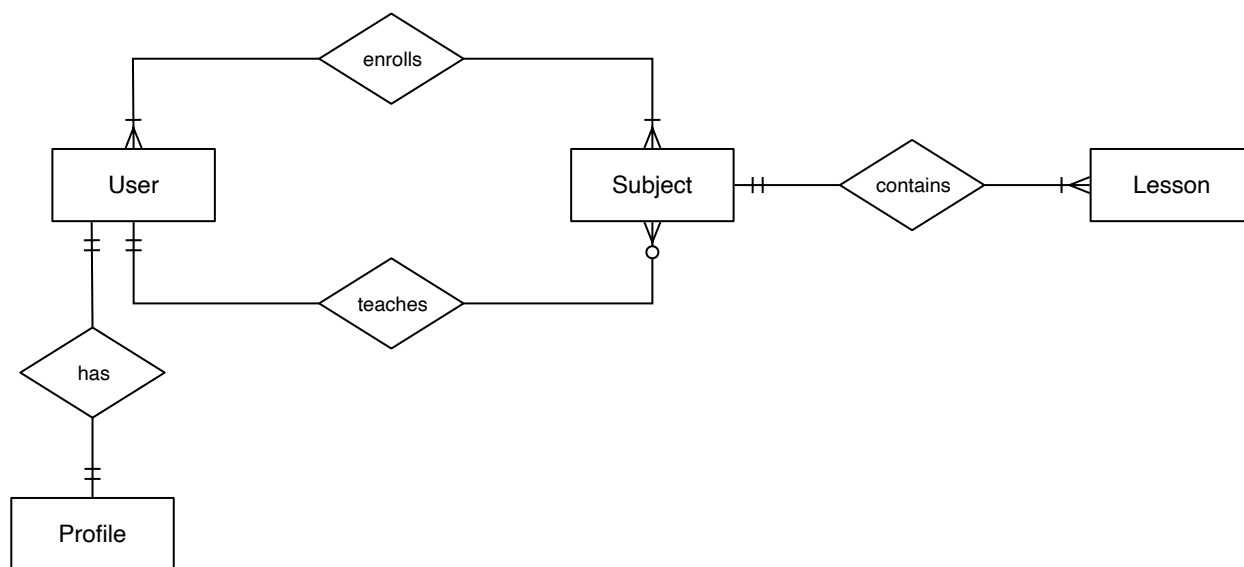 enrolls
User
Subject
contains
Lesson
teaches
has
Profile